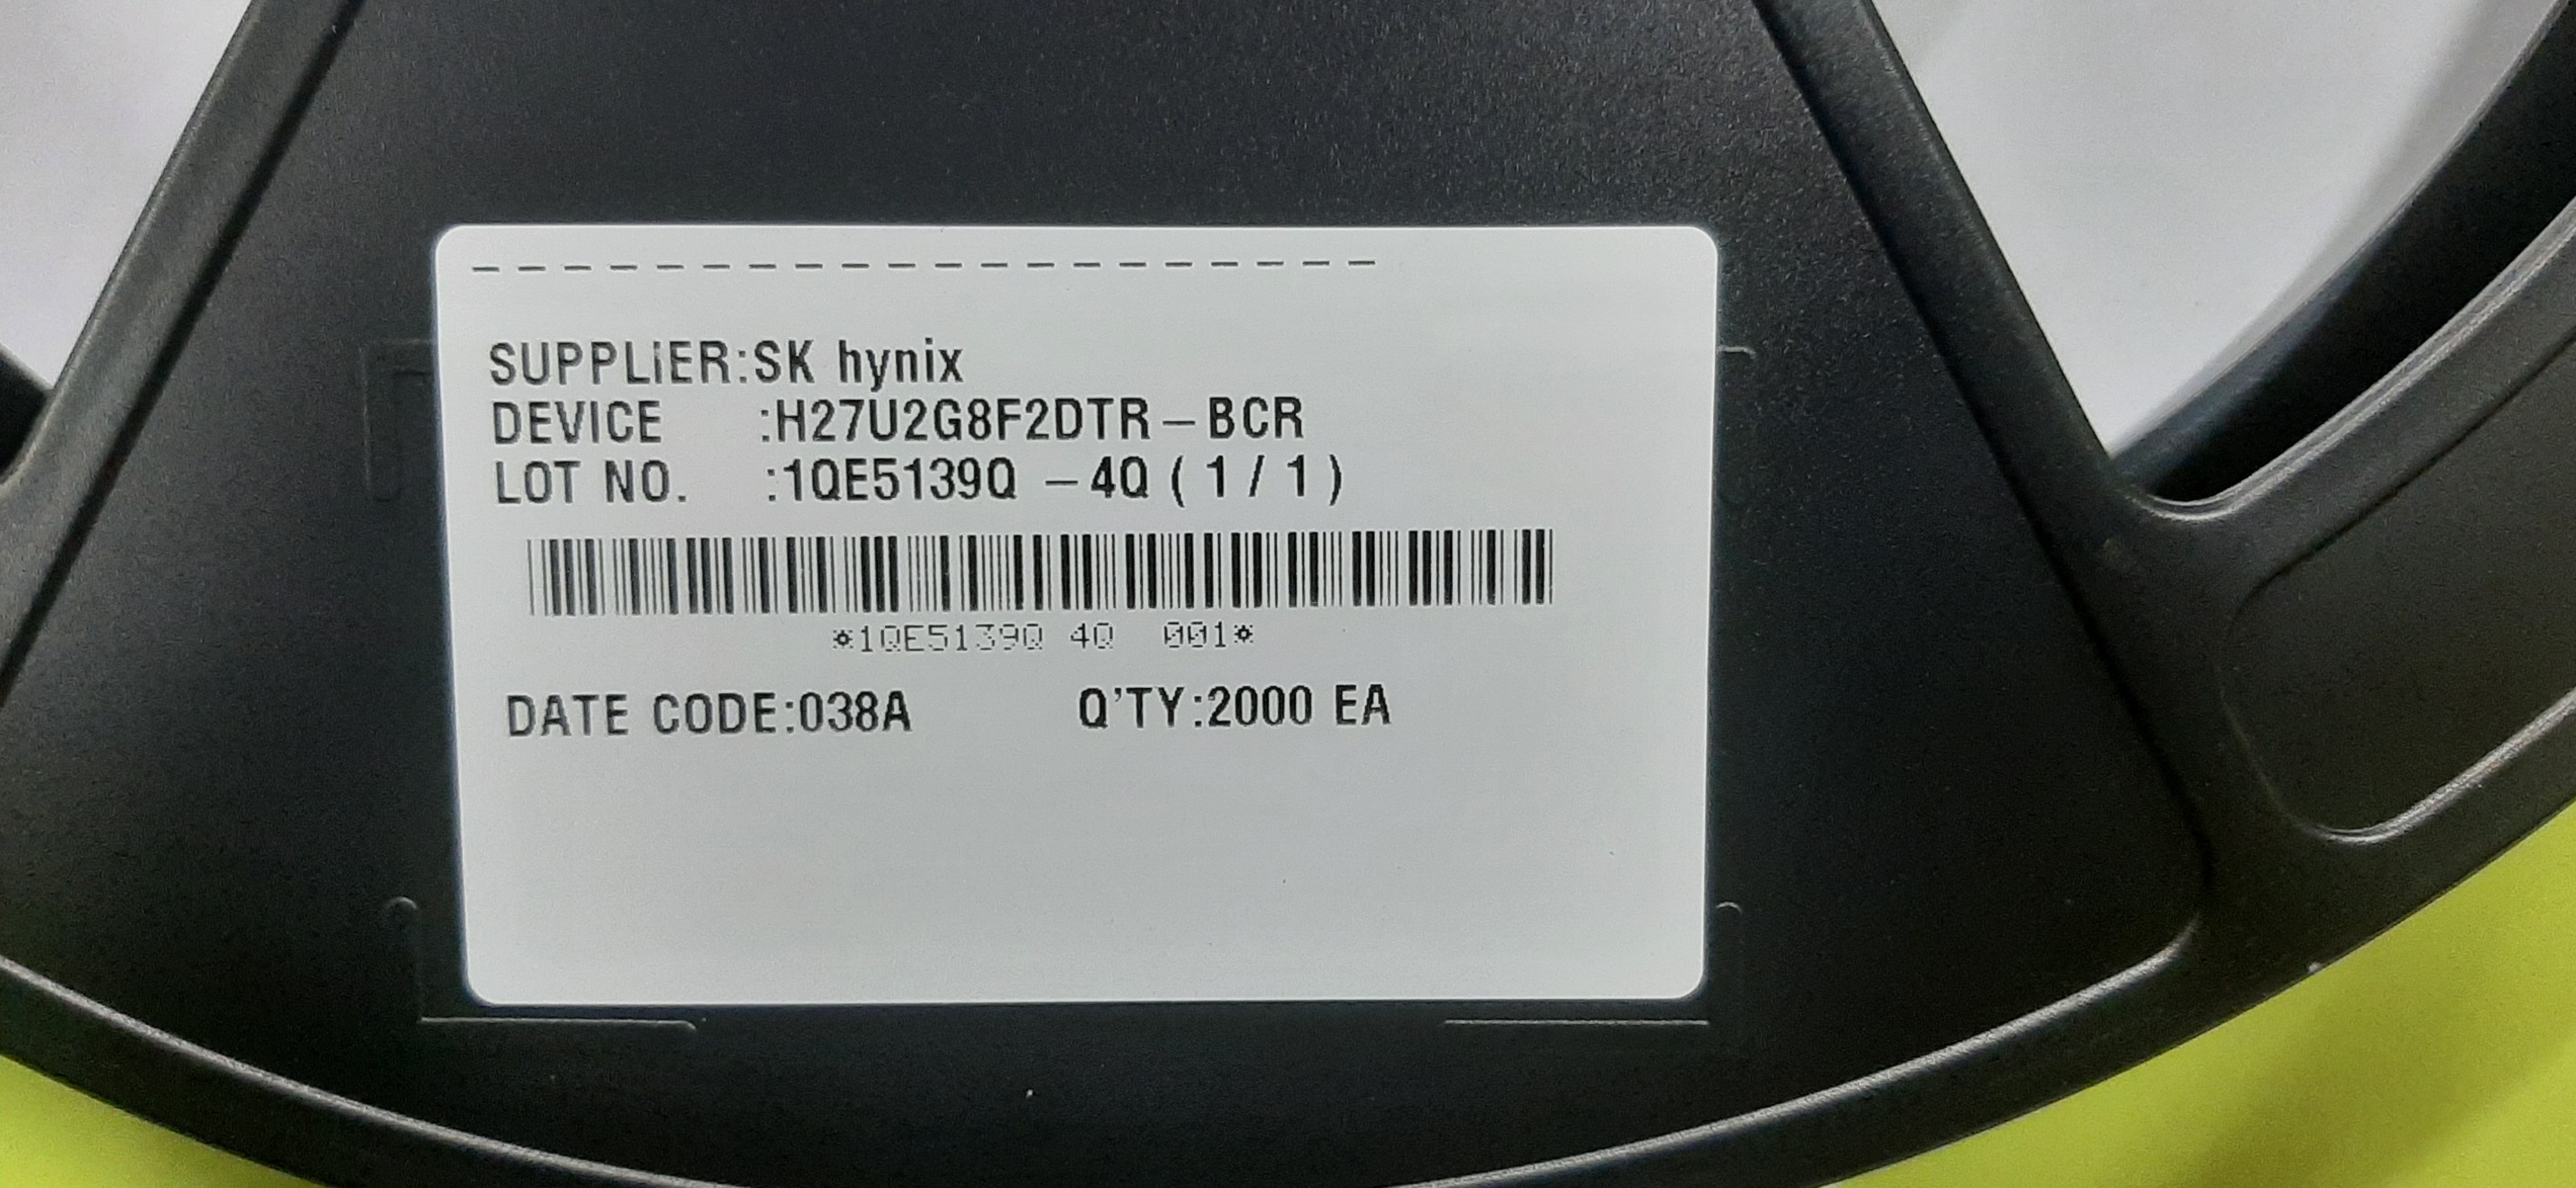 SUPPLiER:SK hynix
DEVICE :H27U2G8F2DTR-BCR
LOT NO. :1QE5139Q -4Q ( 1 / 1 )
*1QE5139Q 4Q 001*
DATE CODE:038A Q'TY:2000 EA